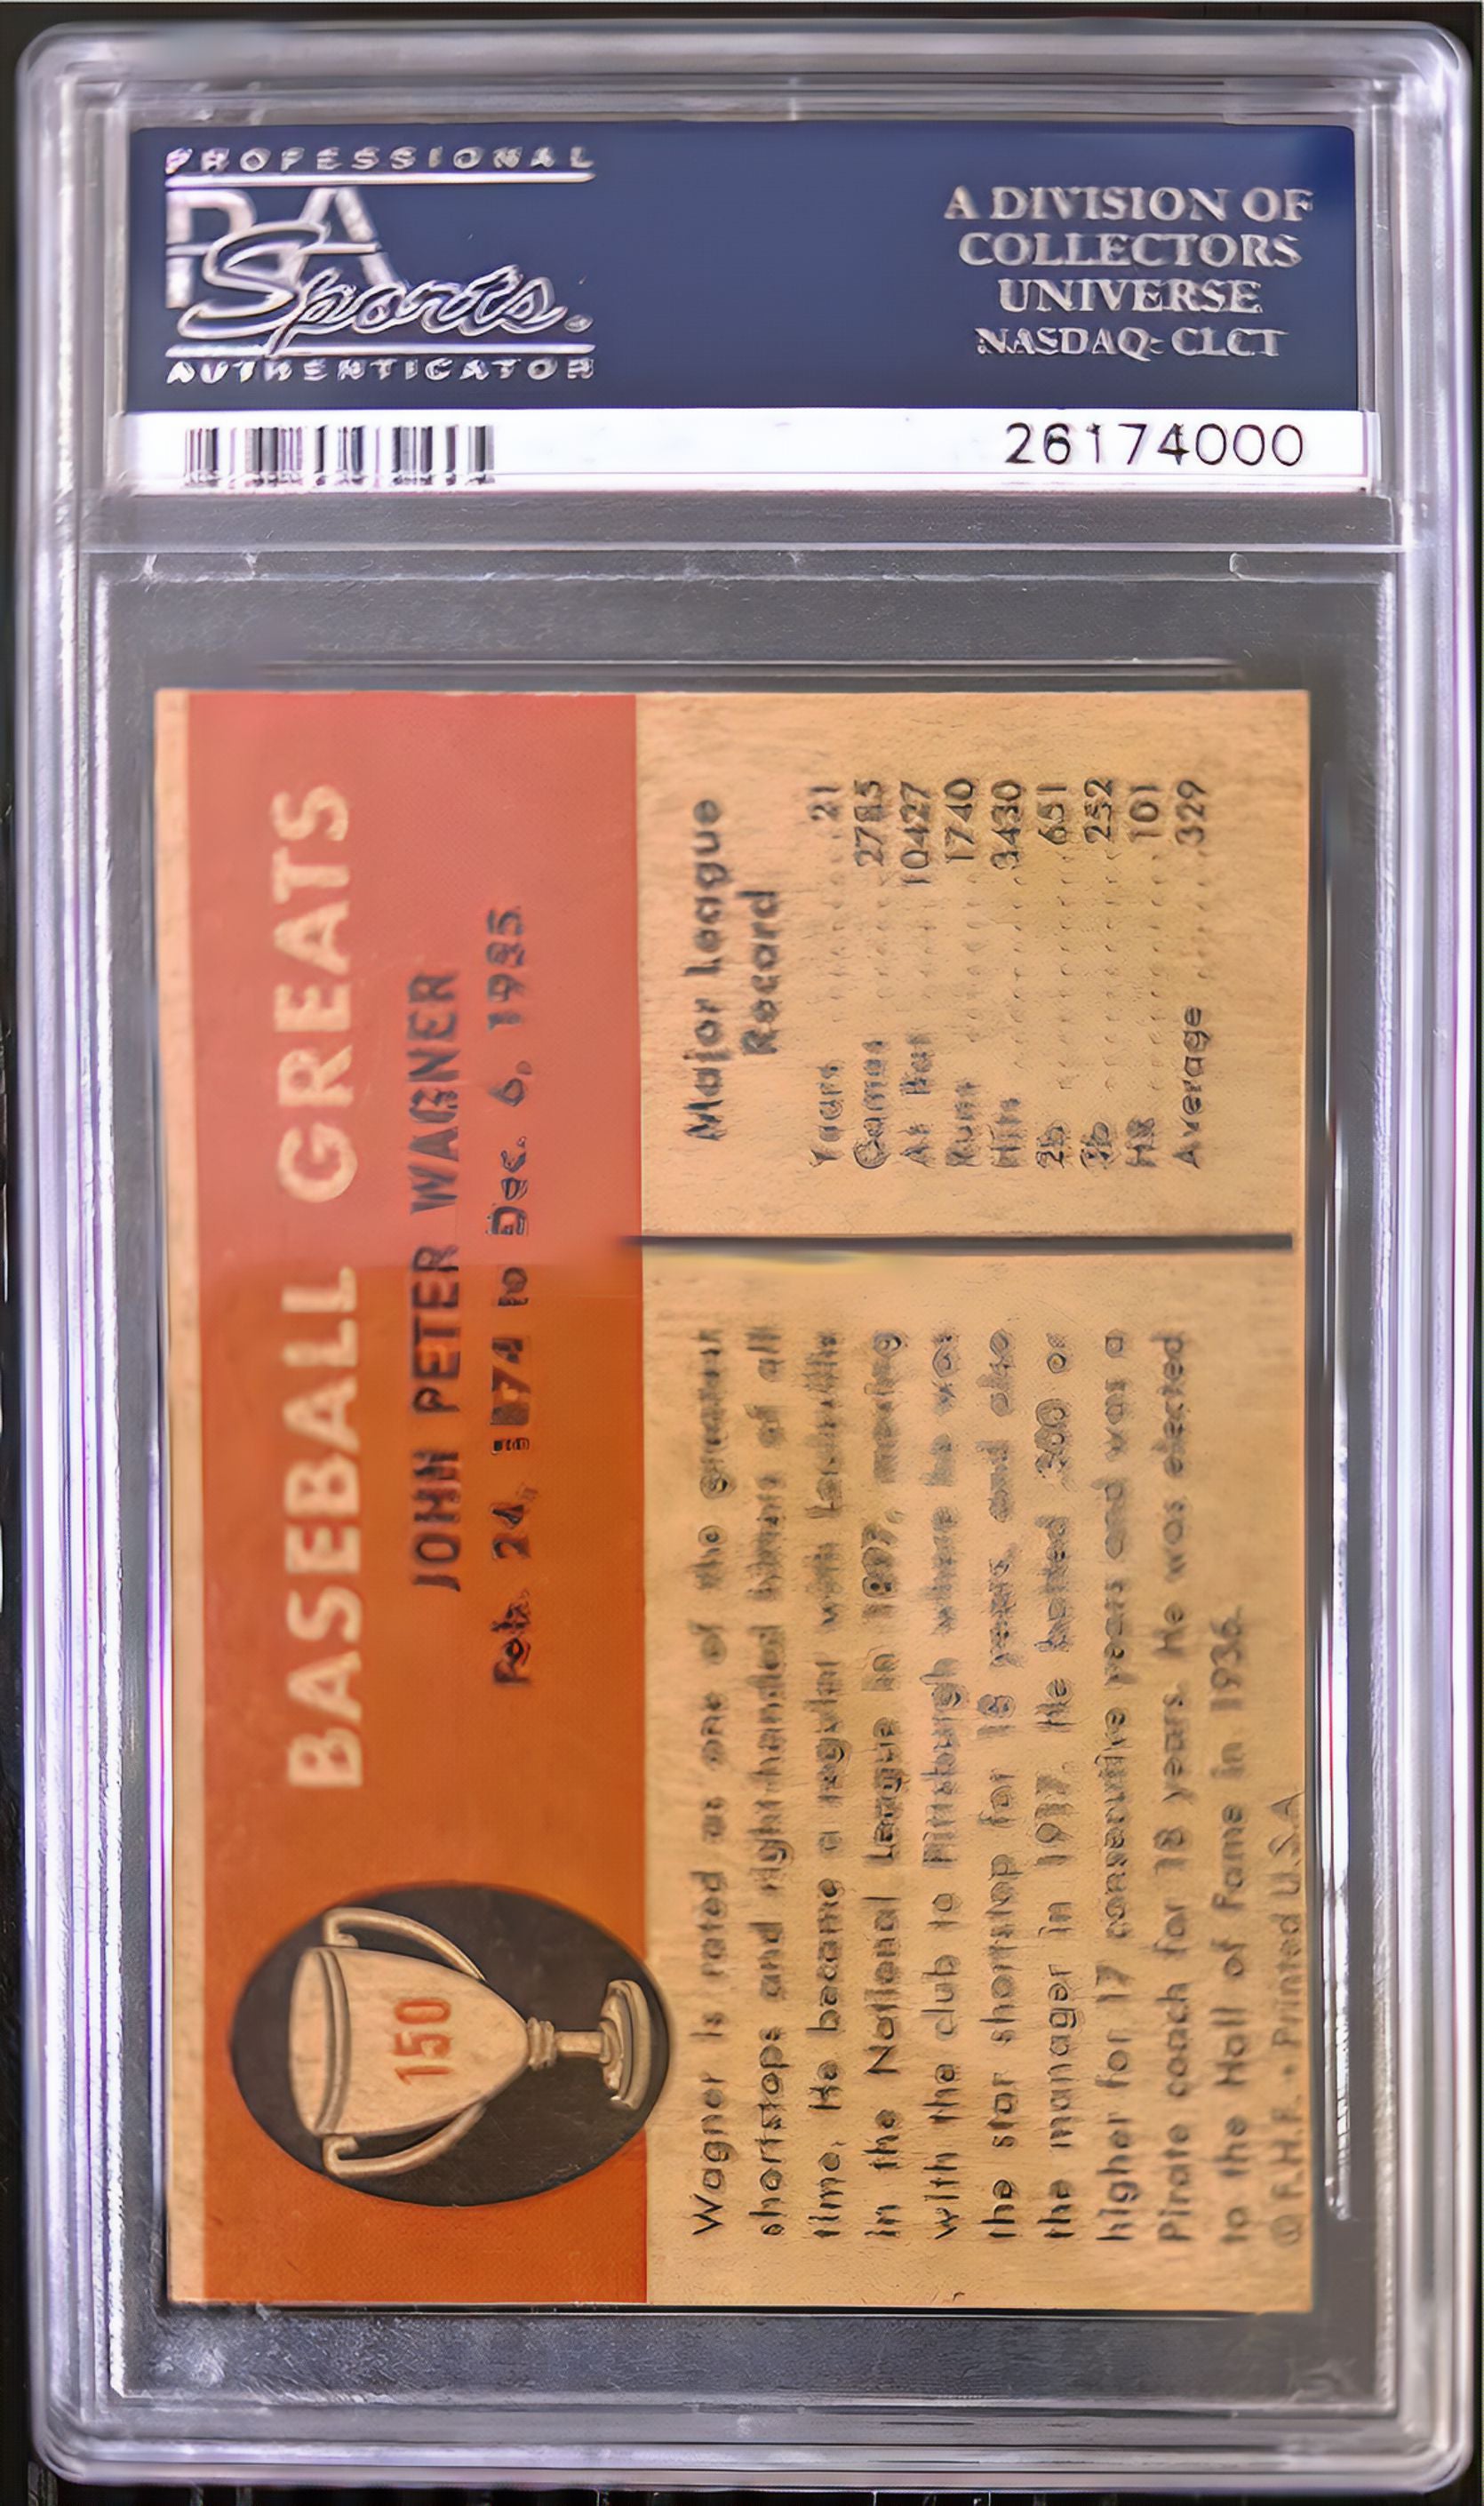 PROFESSIONAL
PSA
Sports.
AUTHENTICATOR
A DIVISION OF
COLLECTORS
UNIVERSE
NASDAQ: CLCT
26174000
BASEBALL GREATS
JOHN PETER WAGNER
Feb. 24, 1874 to Dec. 6, 1955
150
Wagner is rated as one of the greatest
shortstops and right-handed hitters of all
time. He became a regular with Louisville
in the National League in 1897, moving
with the club to Pittsburgh where he was
the star shortstop for 18 years, and also
the manager in 1917. He batted .300 or
higher for 17 consecutive years and was a
Pirate coach for 18 years. He was elected
to the Hall of Fame in 1936.
© F.H.F. • Printed U.S.A
Major League
Record
Years 21
Games 2785
At Bat 10427
Runs 1740
Hits 3430
2b 651
3b 252
HR 101
Average .329